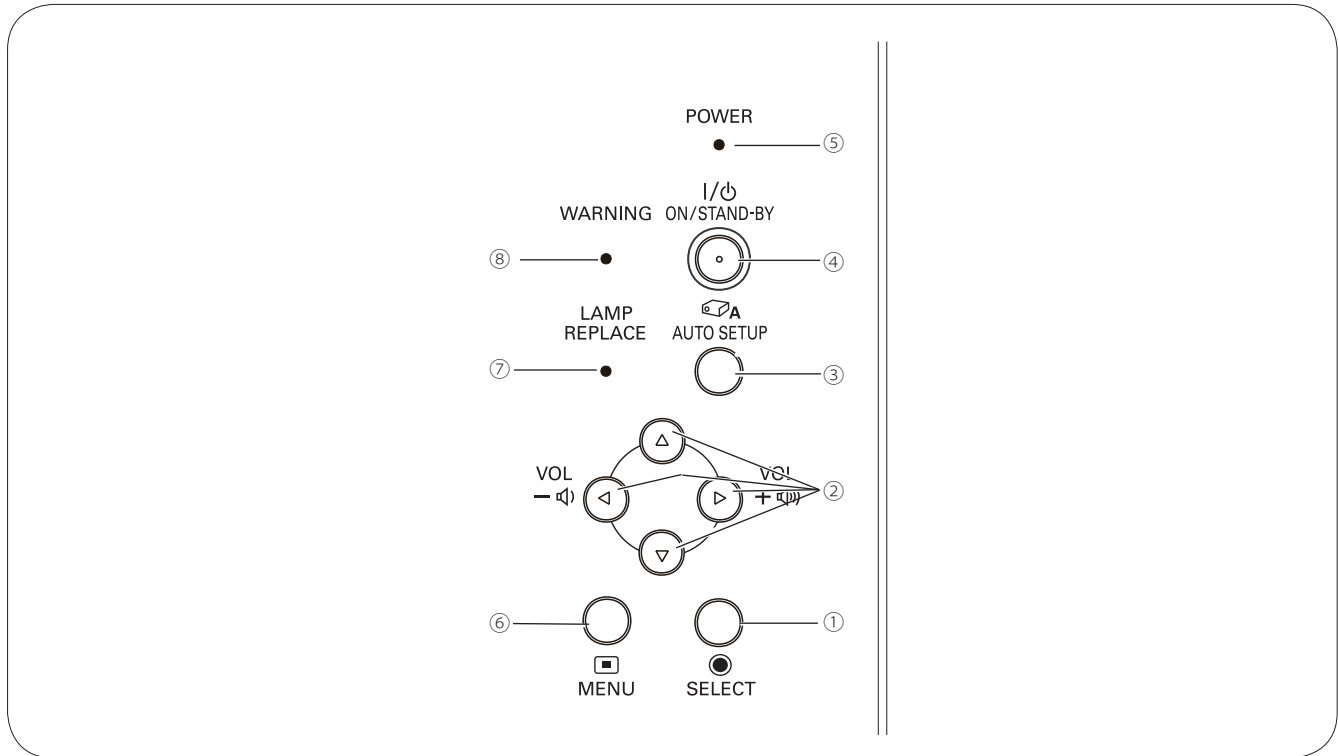 POWER
⑤
I/⏻
WARNING ON/STAND-BY
⑧
④
LAMP
REPLACE
A
AUTO SETUP
⑦
③
VOL
VOL
②
⑥
①
MENU
SELECT